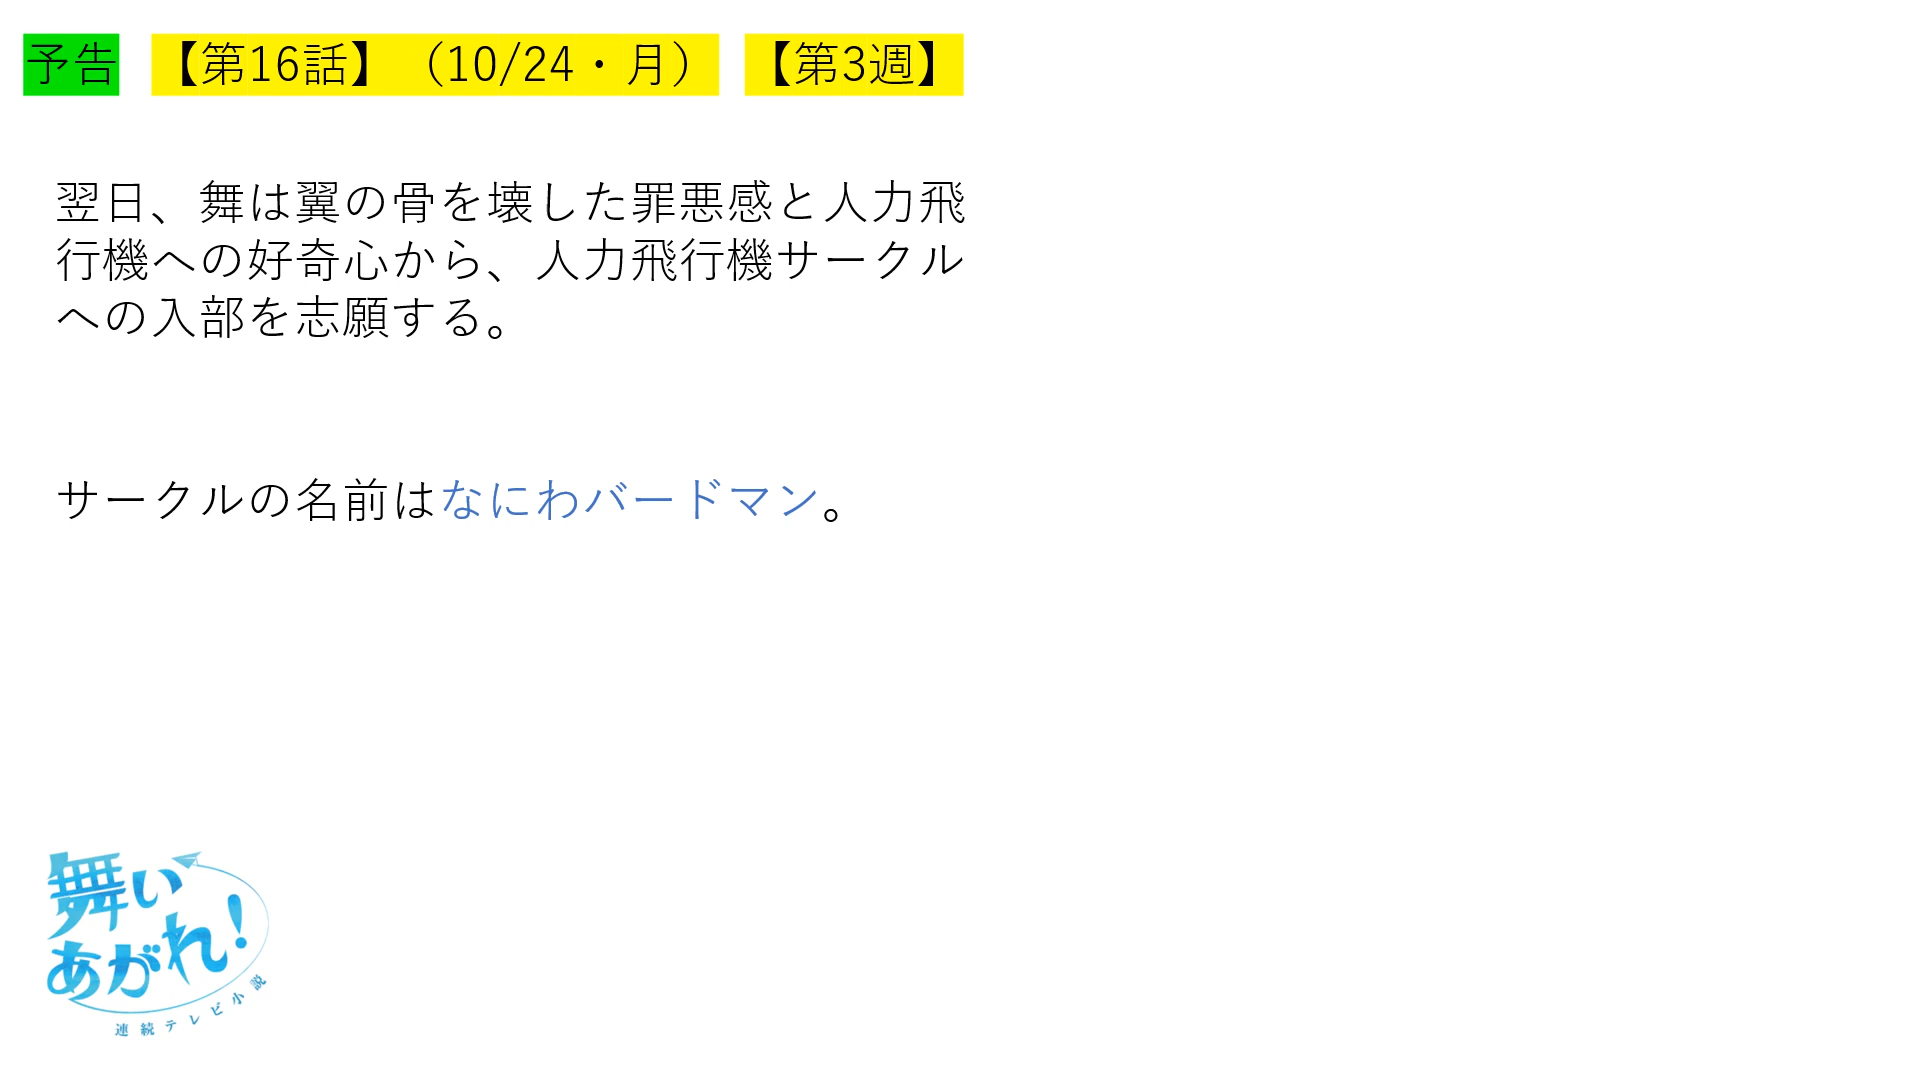 予告 【第16話】（10/24・月） 【第3週】
翌日、舞は翼の骨を壊した罪悪感と人力飛
行機への好奇心から、人力飛行機サークル
への入部を志願する。
サークルの名前はなにわバードマン。
舞い
あがれ!
連続テレビ小説